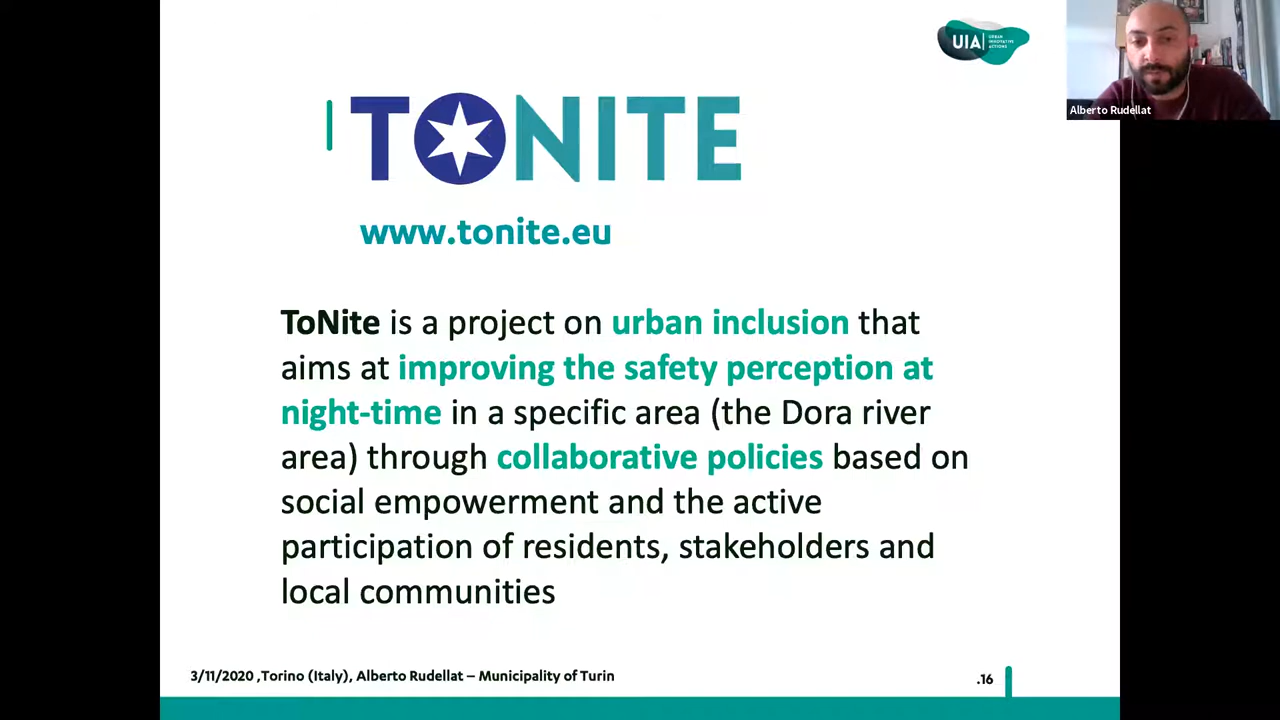 UIA URBAN INNOVATIVE ACTIONS
Alberto Rudellat
TONITE
www.tonite.eu
ToNite is a project on urban inclusion that
aims at improving the safety perception at
night-time in a specific area (the Dora river
area) through collaborative policies based on
social empowerment and the active
participation of residents, stakeholders and
local communities
3/11/2020 ,Torino (Italy), Alberto Rudellat – Municipality of Turin
.16